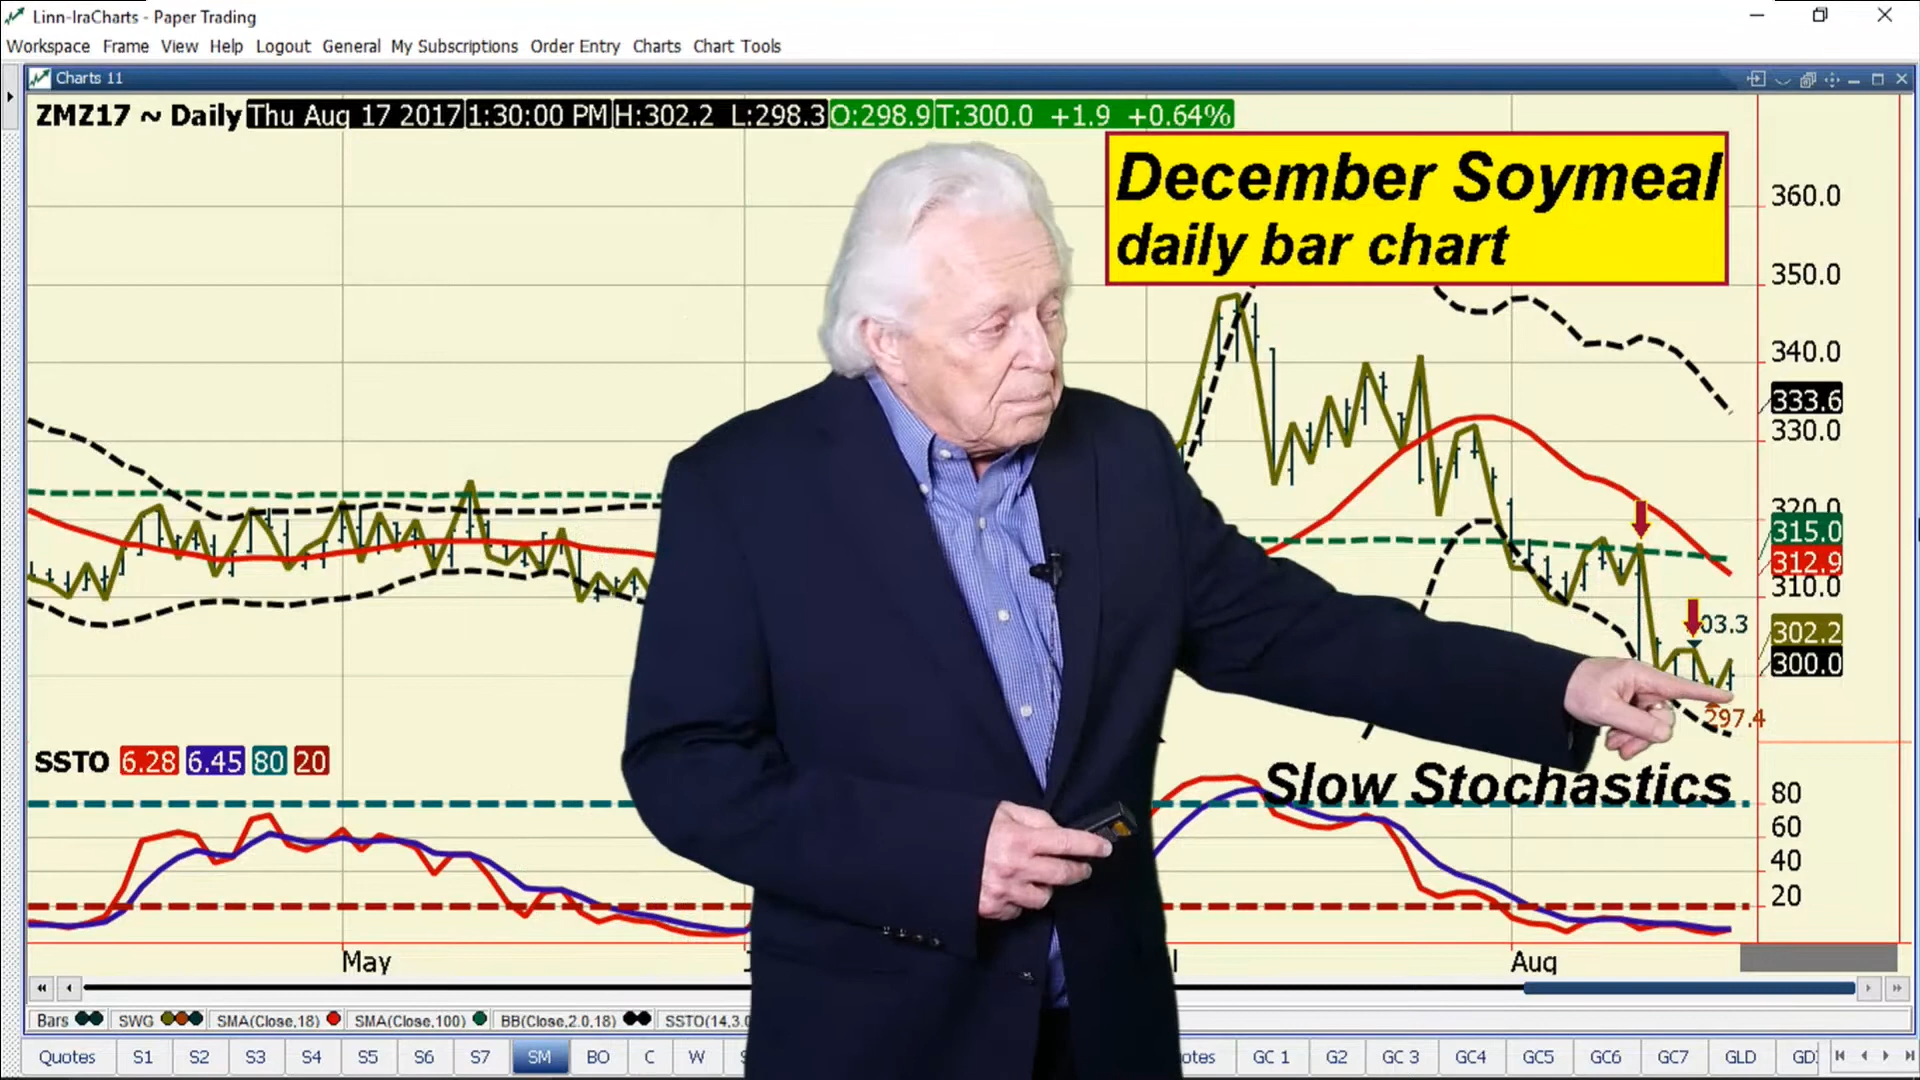 Linn-IraCharts - Paper Trading
Workspace Frame View Help Logout General My Subscriptions Order Entry Charts Chart Tools
Charts 11
ZMZ17 ~ Daily Thu Aug 17 2017 1:30:00 PM H:302.2 L:298.3 O:298.9 T:300.0 +1.9 +0.64%
December Soymeal
daily bar chart
360.0
350.0
340.0
333.6
330.0
320.0
315.0
312.9
310.0
03.3
302.2
300.0
297.4
SSTO 6.28 6.45 80 20
Slow Stochastics
80
60
40
20
May
Aug
Bars SWG SMA(Close,18) SMA(Close,100) BB(Close,2.0,18) SSTO(14,3.0
Quotes S1 S2 S3 S4 S5 S6 S7 SM BO C W GC 1 G2 GC 3 GC4 GC5 GC6 GC7 GLD GD